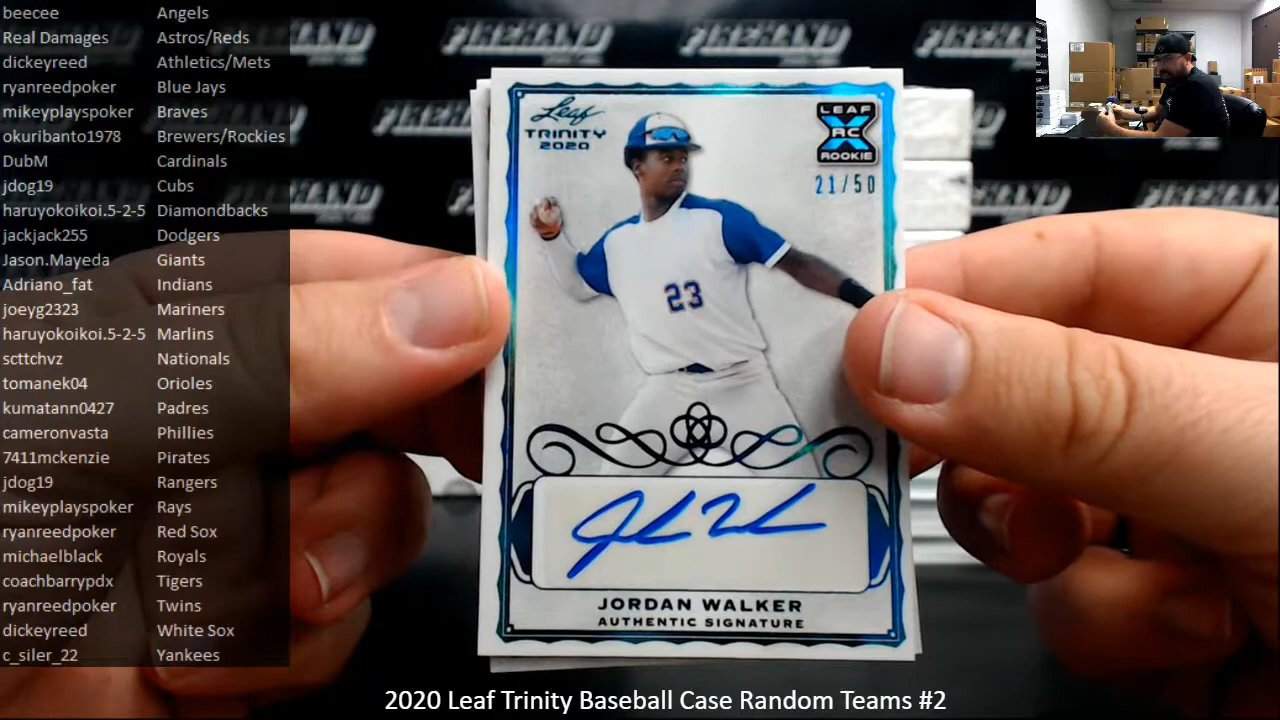 beecee Angels
Real Damages Astros/Reds
dickeyreed Athletics/Mets
ryanreedpoker Blue Jays
mikeyplayspoker Braves
okuribanto1978 Brewers/Rockies
DubM Cardinals
jdog19 Cubs
haruyokoikoi.5-2-5 Diamondbacks
jackjack255 Dodgers
Jason.Mayeda Giants
Adriano_fat Indians
joeyg2323 Mariners
haruyokoikoi.5-2-5 Marlins
scttchvz Nationals
tomanek04 Orioles
kumatann0427 Padres
cameronvasta Phillies
7411mckenzie Pirates
jdog19 Rangers
mikeyplayspoker Rays
ryanreedpoker Red Sox
michaelblack Royals
coachbarrypdx Tigers
ryanreedpoker Twins
dickeyreed White Sox
c_siler_22 Yankees
FIREHAND FIREHAND FIREHAND
Leaf
TRINITY
2020
LEAF
X
RC
ROOKIE
21/50
23
JORDAN WALKER
AUTHENTIC SIGNATURE
2020 Leaf Trinity Baseball Case Random Teams #2